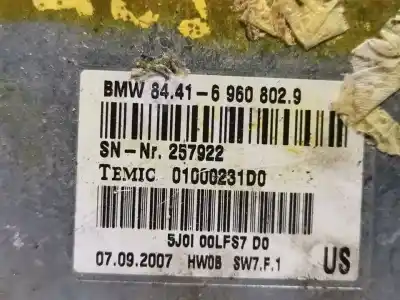 BMW 84.41-6 960 802.9
SN-Nr. 257922
TEMIC 01000231D0
5J0I 00LFS7 D0
07.09.2007 HW0B SW7.F.1 US